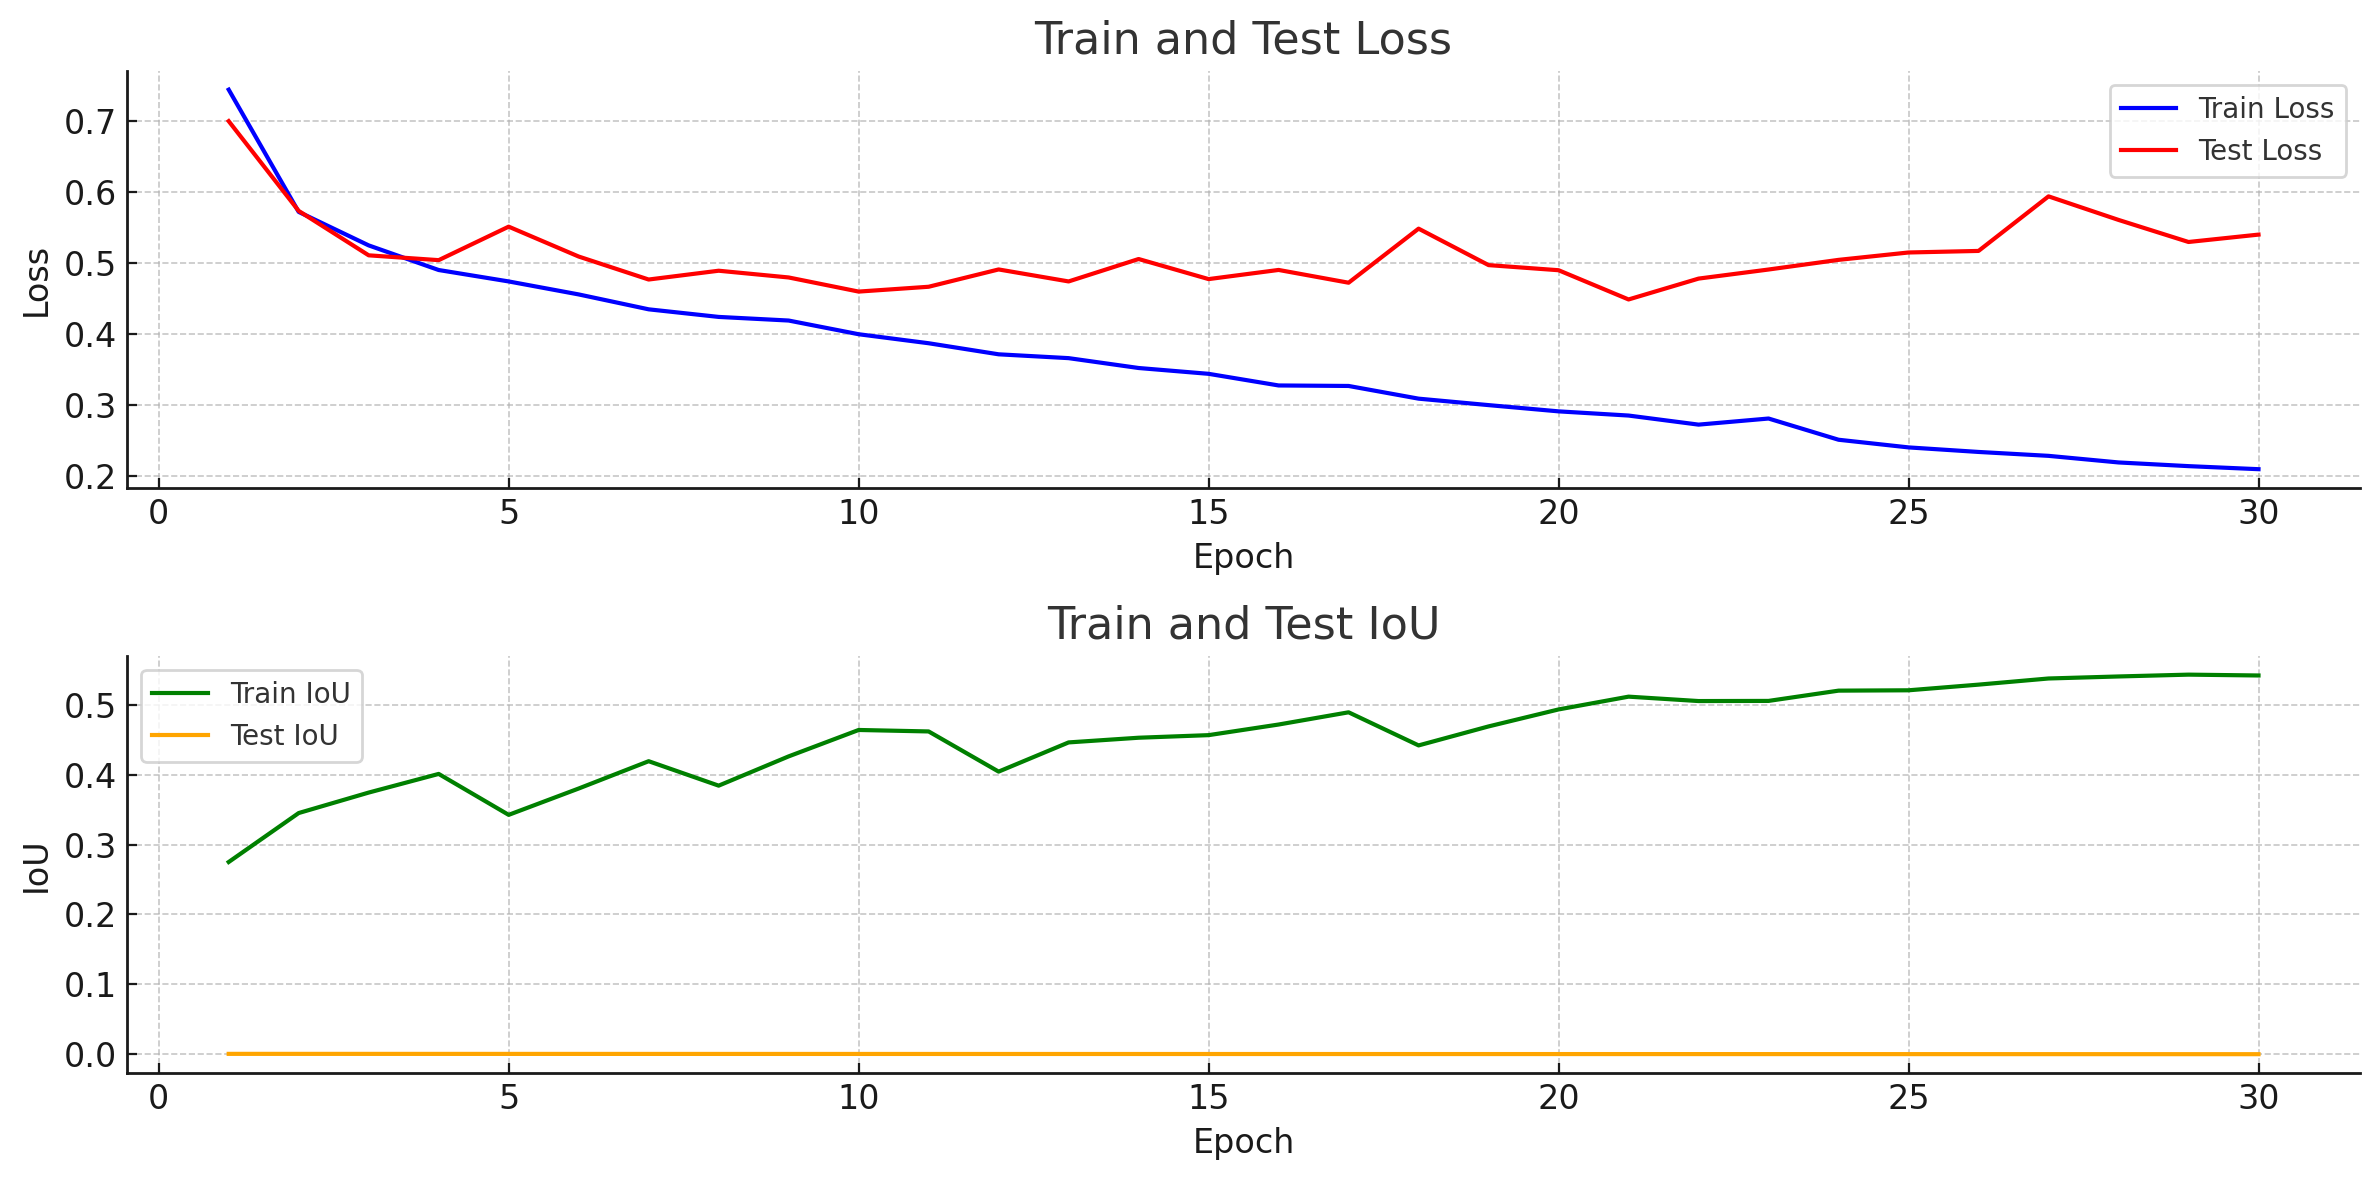 Train and Test Loss
Loss
0.7
0.6
0.5
0.4
0.3
0.2
Train Loss
Test Loss
0 5 10 15 20 25 30
Epoch
Train and Test IoU
IoU
0.5
0.4
0.3
0.2
0.1
0.0
Train IoU
Test IoU
0 5 10 15 20 25 30
Epoch